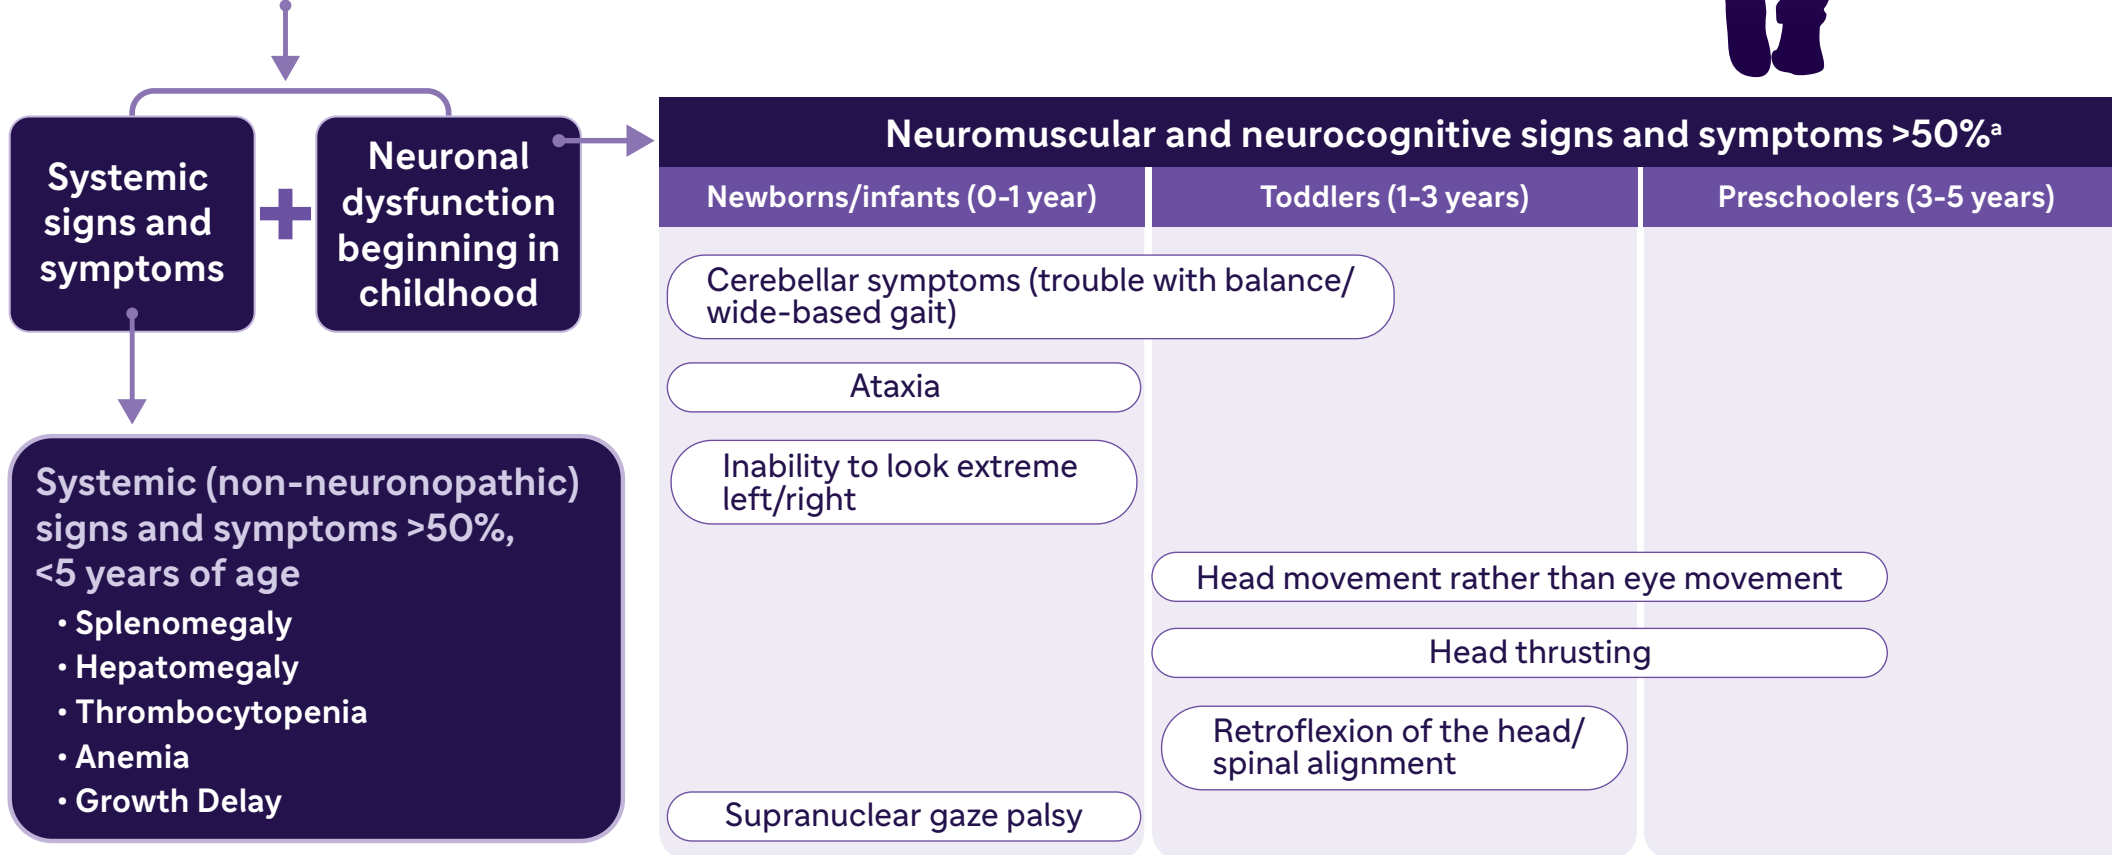 Systemic
signs and
symptoms
Neuronal
dysfunction
beginning in
childhood
Systemic (non-neuronopathic)
signs and symptoms >50%,
<5 years of age
• Splenomegaly
• Hepatomegaly
• Thrombocytopenia
• Anemia
• Growth Delay
Neuromuscular and neurocognitive signs and symptoms >50%ª
Newborns/infants (0-1 year)
Toddlers (1-3 years)
Preschoolers (3-5 years)
Cerebellar symptoms (trouble with balance/
wide-based gait)
Ataxia
Inability to look extreme
left/right
Head movement rather than eye movement
Head thrusting
Retroflexion of the head/
spinal alignment
Supranuclear gaze palsy